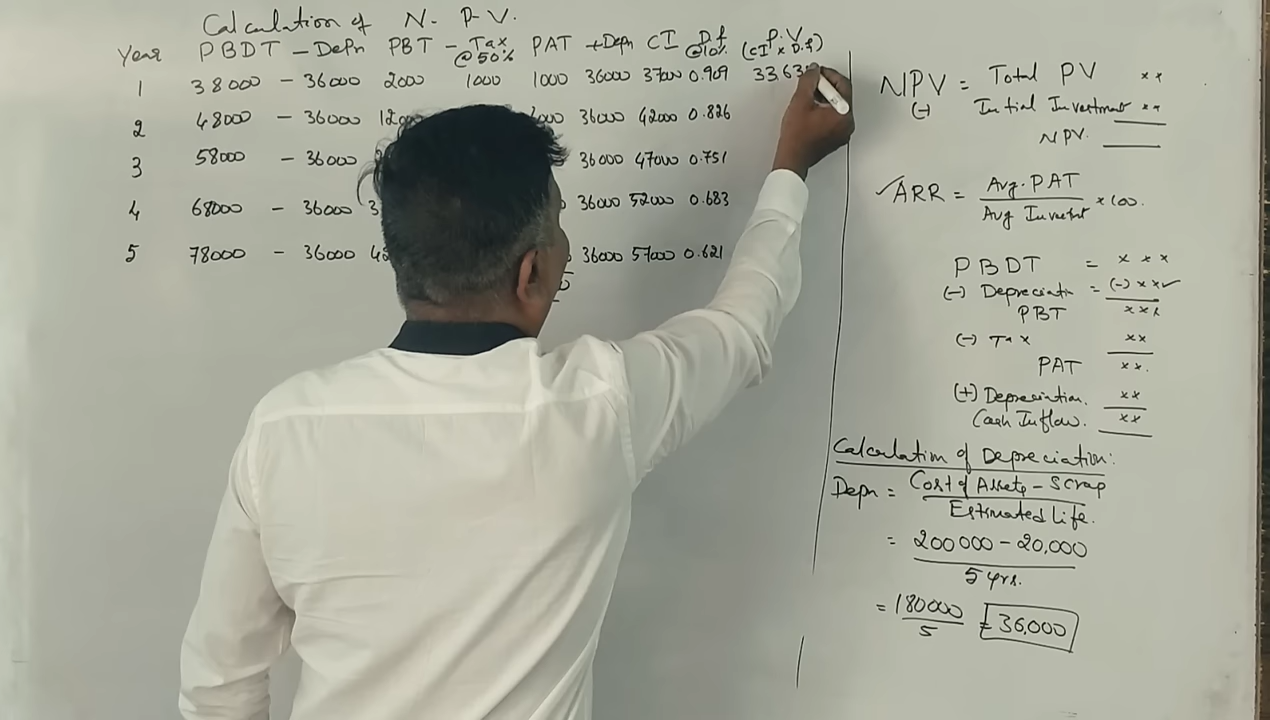 Calculation of N. P. V.
Year PBDT - Depn PBT - Tax @50% PAT + Depn CI D.f @10% P.V (CI x D.f)
1 38000 - 36000 2000 1000 1000 36000 37000 0.909 3363
2 48000 - 36000 36000 42000 0.826
3 58000 - 36000 36000 47000 0.751
4 68000 - 36000 36000 52000 0.683
5 78000 - 36000 36000 57000 0.621
NPV = Total PV xx
(-) Initial Investment xx
NPV.
✓ARR = Avg. PAT
Avg Investmt x 100.
PBDT = x x x
(-) Depreciatin = (-) x x ✓
PBT x x x
(-) Tax xx
PAT xx.
(+) Depreciation. xx
Cash Inflow. xx
Calculation of Depreciation:
Depn = Cost of Assets - Scrap
Estimated Life.
= 200000 - 20,000
5 yrs.
= 180000
5
= 36,000